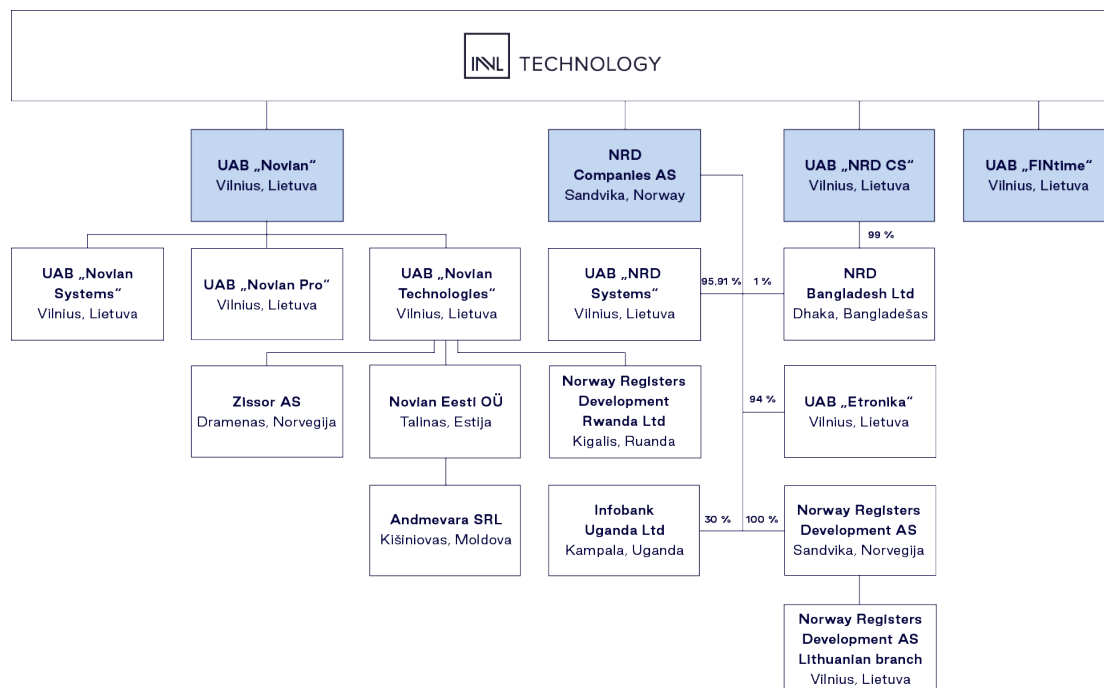 INVL TECHNOLOGY
UAB „Novian“
Vilnius, Lietuva
NRD
Companies AS
Sandvika, Norway
UAB „NRD CS“
Vilnius, Lietuva
UAB „FINtime“
Vilnius, Lietuva
99 %
UAB „Novian
Systems“
Vilnius, Lietuva
UAB „Novian Pro“
Vilnius, Lietuva
UAB „Novian
Technologies“
Vilnius, Lietuva
UAB „NRD
Systems“
Vilnius, Lietuva
95,91 %
1 %
NRD
Bangladesh Ltd
Dhaka, Bangladešas
Zissor AS
Dramenas, Norvegija
Novian Eesti OÜ
Talinas, Estija
Norway Registers
Development
Rwanda Ltd
Kigalis, Ruanda
94 %
UAB „Etronika“
Vilnius, Lietuva
Andmevara SRL
Kišiniovas, Moldova
Infobank
Uganda Ltd
Kampala, Uganda
30 %
100 %
Norway Registers
Development AS
Sandvika, Norvegija
Norway Registers
Development AS
Lithuanian branch
Vilnius, Lietuva